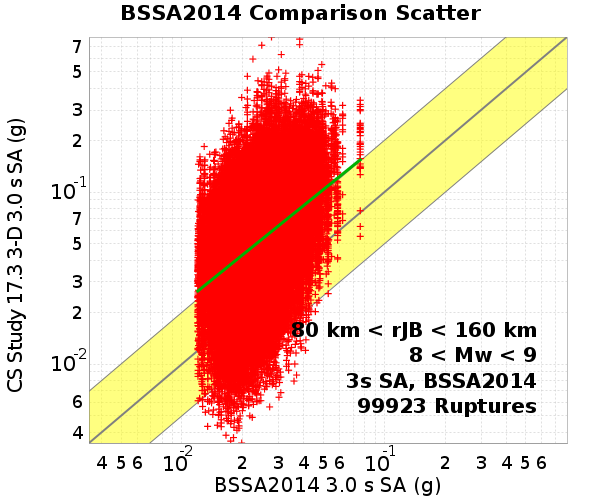 BSSA2014 Comparison Scatter
CS Study 17.3 3-D 3.0 s SA (g)
7
5
3
2
10-1
7
5
3
2
10-2
6
4
80 km < rJB < 160 km
8 < Mw < 9
3s SA, BSSA2014
99923 Ruptures
4 5 6 10-2 2 3 4 5 6 10-1 2 3 4 5 6
BSSA2014 3.0 s SA (g)